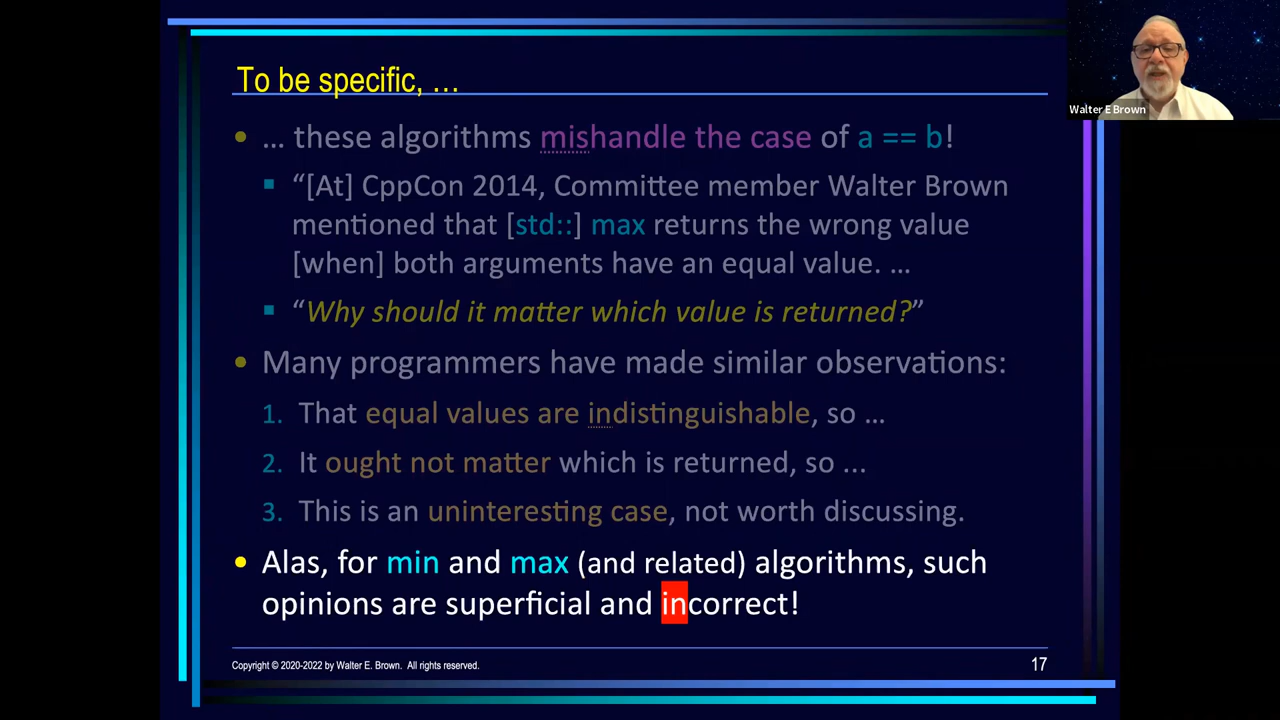 To be specific, …
• … these algorithms mishandle the case of a == b!
▪ “[At] CppCon 2014, Committee member Walter Brown
mentioned that [std::] max returns the wrong value
[when] both arguments have an equal value. …
▪ “Why should it matter which value is returned?”
• Many programmers have made similar observations:
1. That equal values are indistinguishable, so …
2. It ought not matter which is returned, so ...
3. This is an uninteresting case, not worth discussing.
• Alas, for min and max (and related) algorithms, such
opinions are superficial and incorrect!
Copyright © 2020-2022 by Walter E. Brown. All rights reserved.
17
Walter E Brown